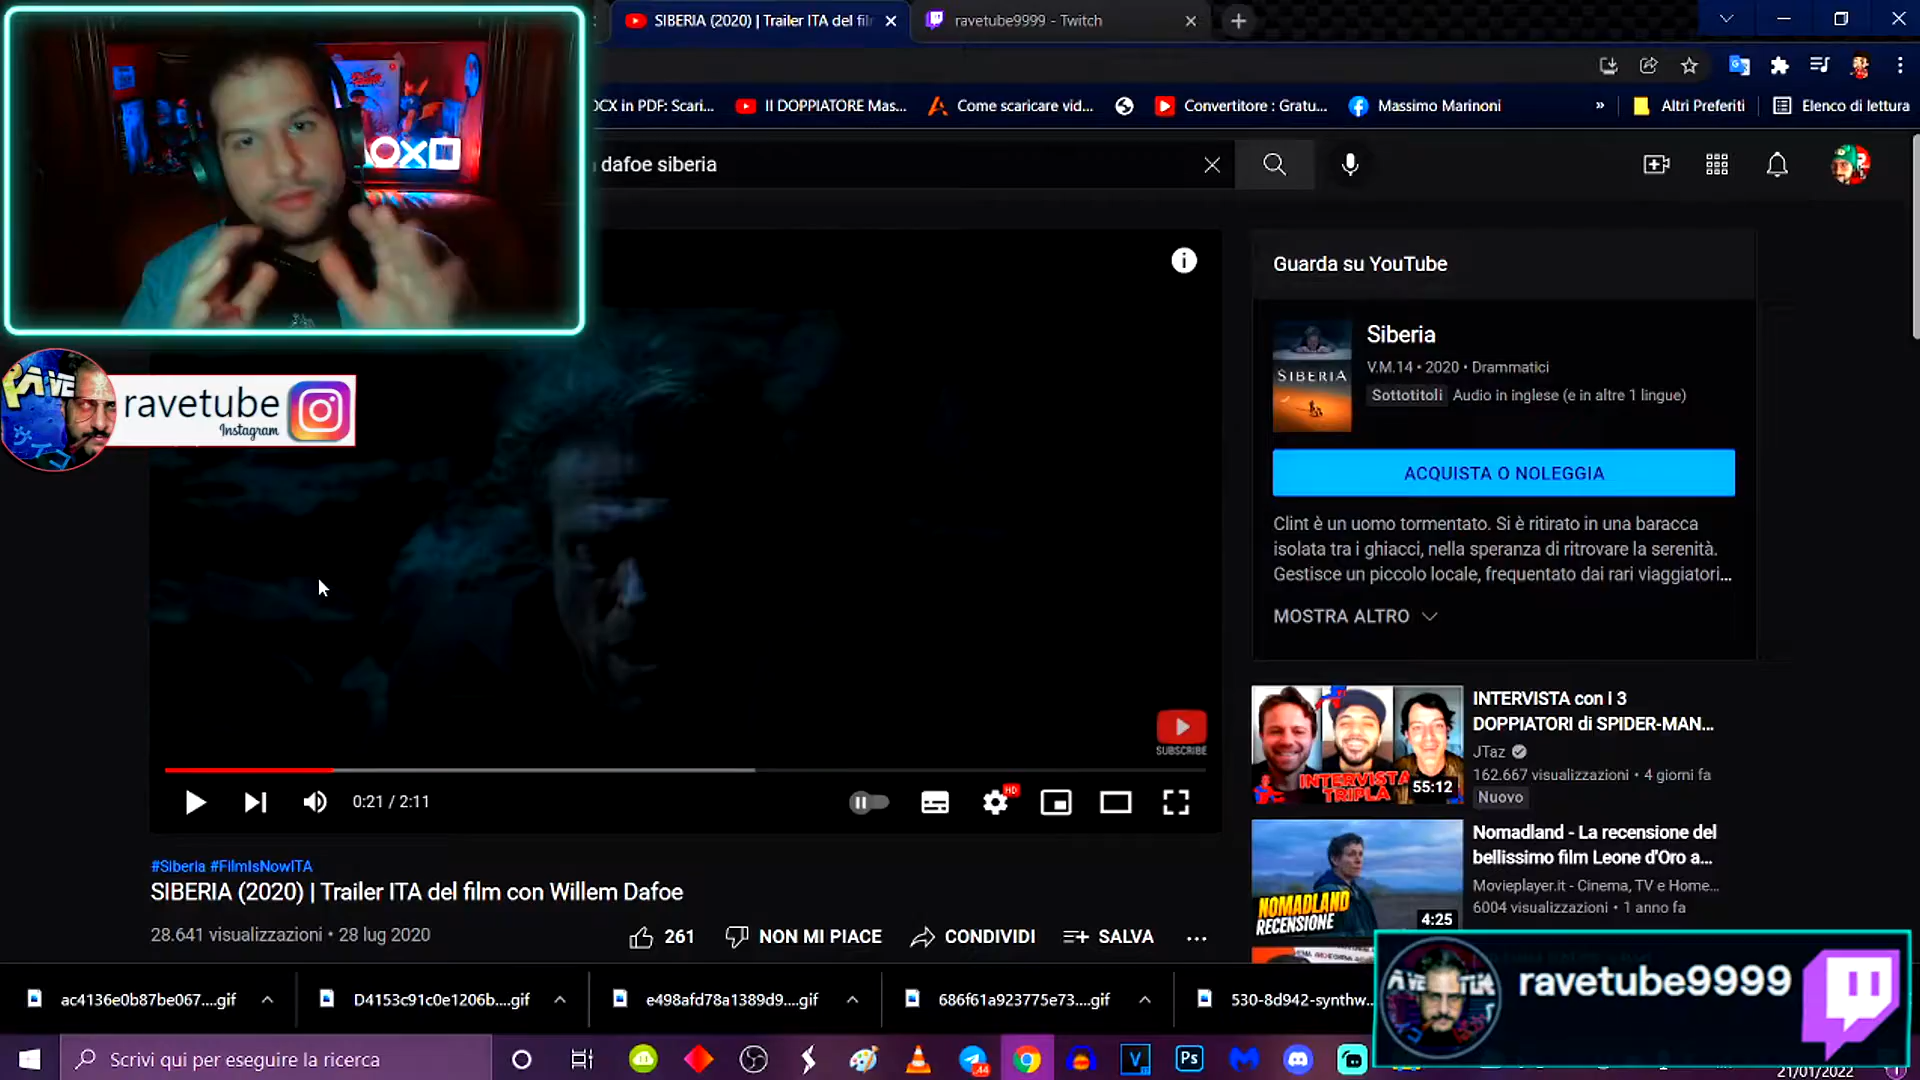 SIBERIA (2020) | Trailer ITA del fil
ravetube9999 - Twitch
OCX in PDF: Scari...
Il DOPPIATORE Mas...
Come scaricare vid...
Convertitore : Gratu...
Massimo Marinoni
»
Altri Preferiti
Elenco di lettura
dafoe siberia
Guarda su YouTube
Siberia
V.M.14 • 2020 • Drammatici
Sottotitoli Audio in inglese (e in altre 1 lingue)
SIBERIA
ACQUISTA O NOLEGGIA
Clint è un uomo tormentato. Si è ritirato in una baracca
isolata tra i ghiacci, nella speranza di ritrovare la serenità.
Gestisce un piccolo locale, frequentato dai rari viaggiatori...
MOSTRA ALTRO
RAVE
ravetube
Instagram
SUBSCRIBE
0:21 / 2:11
HD
INTERVISTA con I 3
DOPPIATORI di SPIDER-MAN...
JTaz
162.667 visualizzazioni • 4 giorni fa
Nuovo
INTERVISTA
TRIPLA
55:12
Nomadland - La recensione del
bellissimo film Leone d'Oro a...
Movieplayer.it - Cinema, TV e Home...
6004 visualizzazioni • 1 anno fa
NOMADLAND
RECENSIONE
4:25
#Siberia #FilmIsNowITA
SIBERIA (2020) | Trailer ITA del film con Willem Dafoe
28.641 visualizzazioni • 28 lug 2020
261
NON MI PIACE
CONDIVIDI
SALVA
ac4136e0b87be067....gif
D4153c91c0e1206b....gif
e498afd78a1389d9....gif
686f61a923775e73....gif
530-8d942-synthw...
ravetube9999
Scrivi qui per eseguire la ricerca
44
V
Ps
21/01/2022